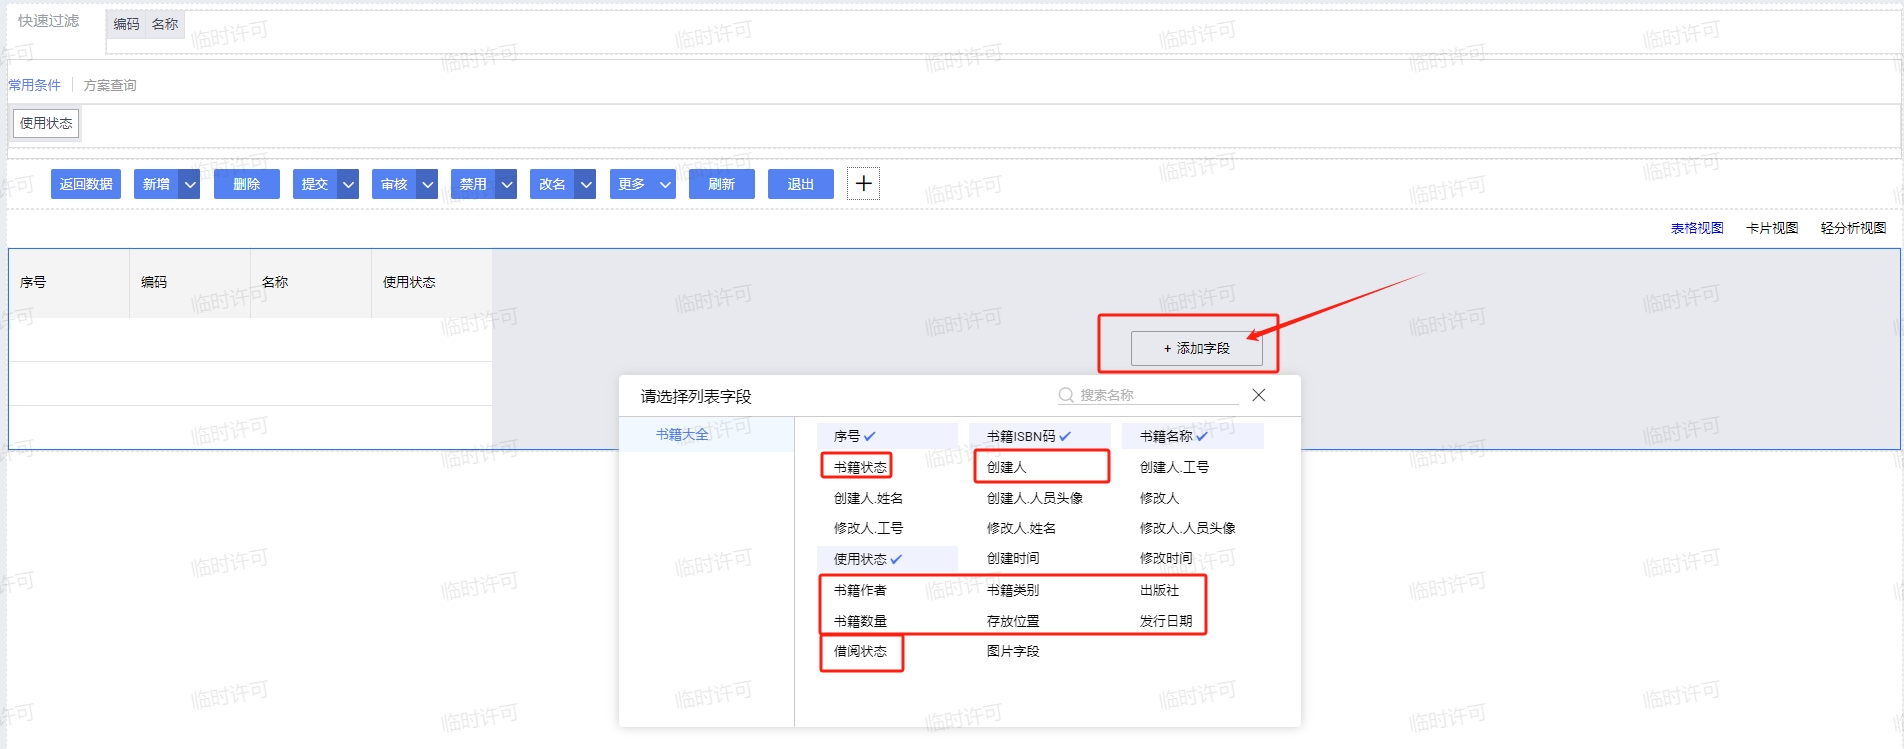 快速过滤 编码 名称
常用条件 方案查询
使用状态
返回数据 新增 删除 提交 审核 禁用 改名 更多 刷新 退出 +
表格视图 卡片视图 轻分析视图
序号 编码 名称 使用状态
+ 添加字段
请选择列表字段 搜索名称
书籍大全
序号 书籍ISBN码 书籍名称
书籍状态 创建人 创建人.工号
创建人.姓名 创建人.人员头像 修改人
修改人.工号 修改人.姓名 修改人.人员头像
使用状态 创建时间 修改时间
书籍作者 书籍类别 出版社
书籍数量 存放位置 发行日期
借阅状态 图片字段
临时许可